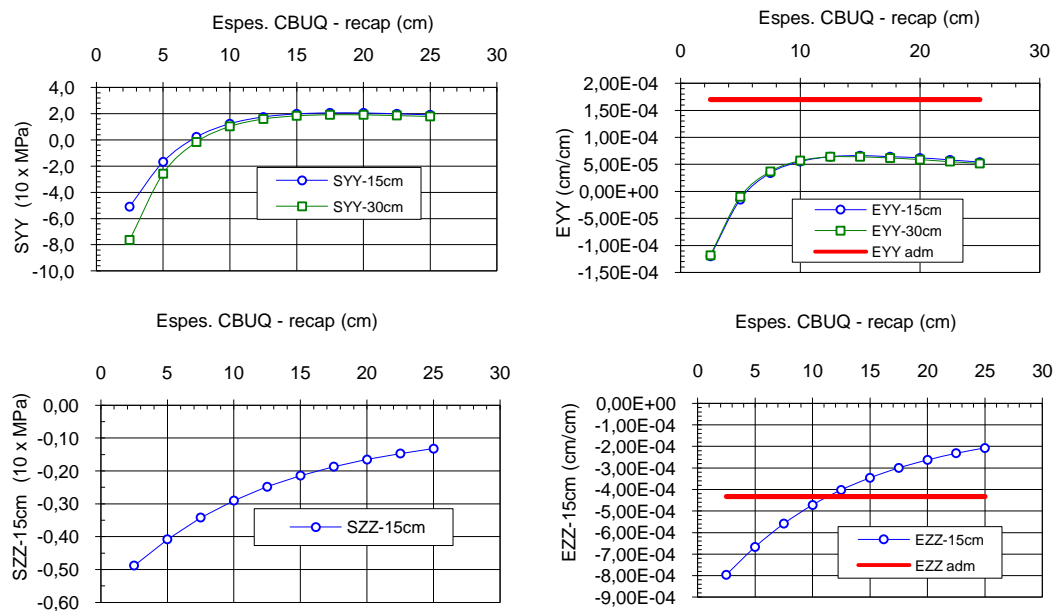 Espes. CBUQ - recap (cm)
0 5 10 15 20 25 30
4,0
2,0
0,0
-2,0
-4,0
-6,0
-8,0
-10,0
SYY (10 x MPa)
SYY-15cm
SYY-30cm
Espes. CBUQ - recap (cm)
0 10 20 30
2,00E-04
1,50E-04
1,00E-04
5,00E-05
0,00E+00
-5,00E-05
-1,00E-04
-1,50E-04
EYY (cm/cm)
EYY-15cm
EYY-30cm
EYY adm
Espes. CBUQ - recap (cm)
0 5 10 15 20 25 30
0,00
-0,10
-0,20
-0,30
-0,40
-0,50
-0,60
SZZ-15cm (10 x MPa)
SZZ-15cm
Espes. CBUQ - recap (cm)
0 5 10 15 20 25 30
0,00E+00
-1,00E-04
-2,00E-04
-3,00E-04
-4,00E-04
-5,00E-04
-6,00E-04
-7,00E-04
-8,00E-04
-9,00E-04
EZZ-15cm (cm/cm)
EZZ-15cm
EZZ adm